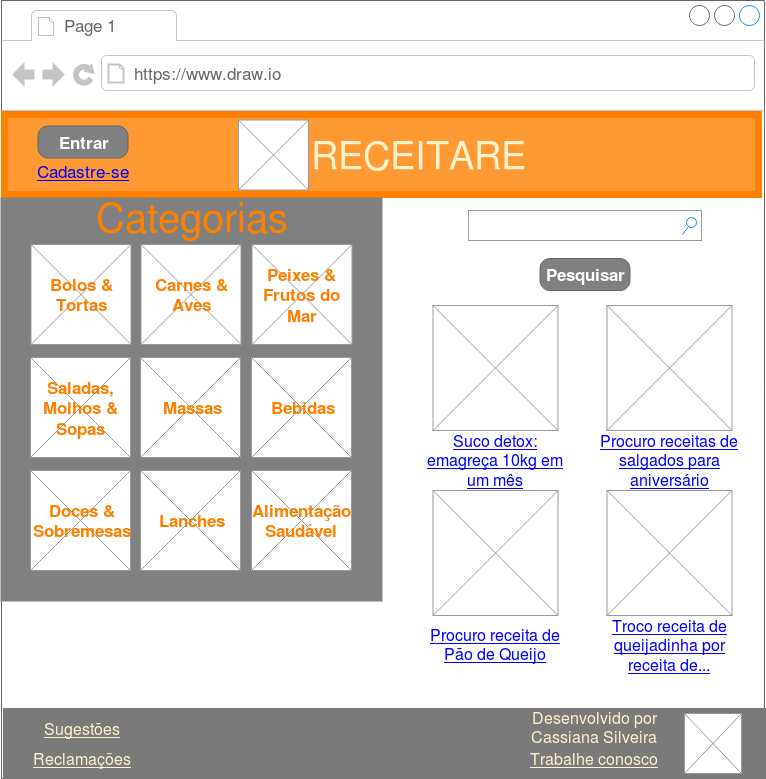 Page 1
https://www.draw.io
Entrar
Cadastre-se
RECEITARE
Categorias
Bolos &
Tortas
Carnes &
Aves
Peixes &
Frutos do
Mar
Saladas,
Molhos &
Sopas
Massas
Bebidas
Doces &
Sobremesas
Lanches
Alimentação
Saudável
Pesquisar
Suco detox:
emagreça 10kg em
um mês
Procuro receitas de
salgados para
aniversário
Procuro receita de
Pão de Queijo
Troco receita de
queijadinha por
receita de...
Sugestões
Reclamações
Desenvolvido por
Cassiana Silveira
Trabalhe conosco